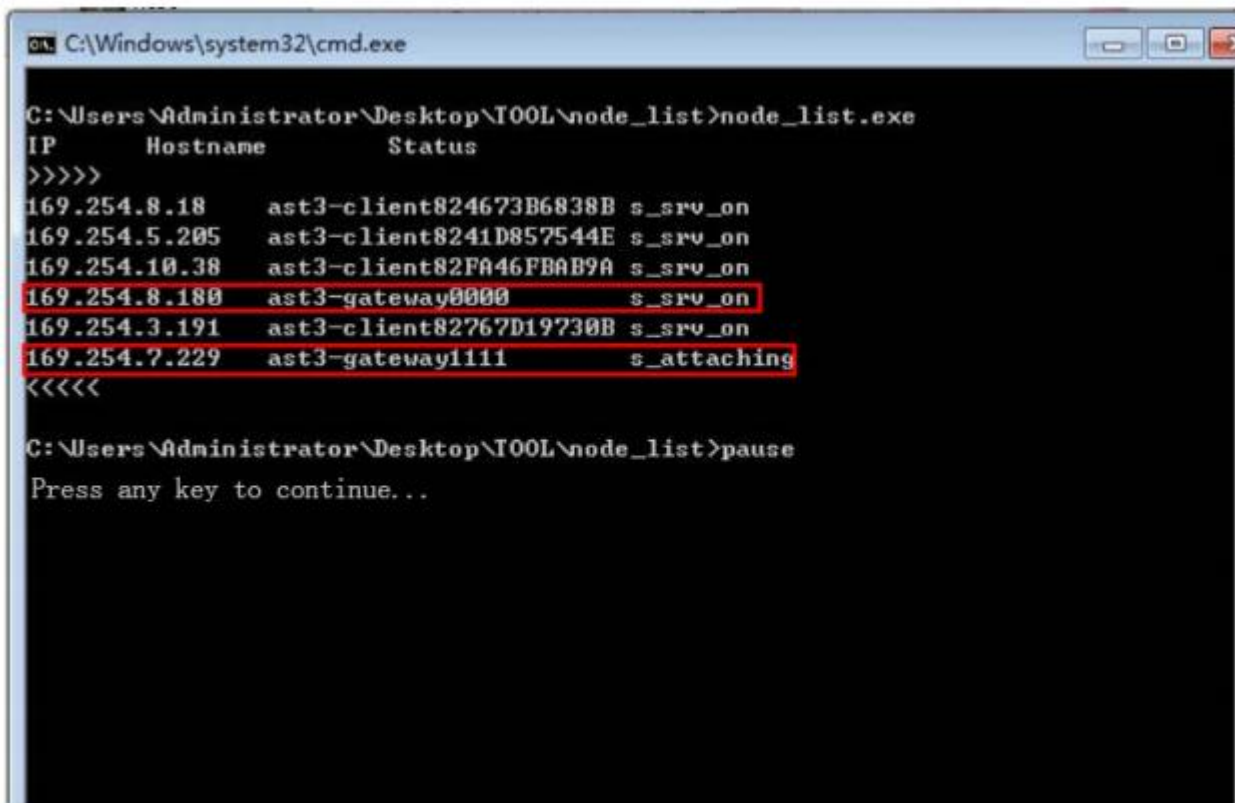 C:\Windows\system32\cmd.exe
C:\Users\Administrator\Desktop\TOOL\node_list>node_list.exe
IP Hostname Status
>>>>>
169.254.8.18 ast3-client824673B6838B s_srv_on
169.254.5.205 ast3-client8241D857544E s_srv_on
169.254.10.38 ast3-client82FA46FBAB9A s_srv_on
169.254.8.180 ast3-gateway0000 s_srv_on
169.254.3.191 ast3-client82767D19730B s_srv_on
169.254.7.229 ast3-gateway1111 s_attaching
<<<<<
C:\Users\Administrator\Desktop\TOOL\node_list>pause
Press any key to continue...